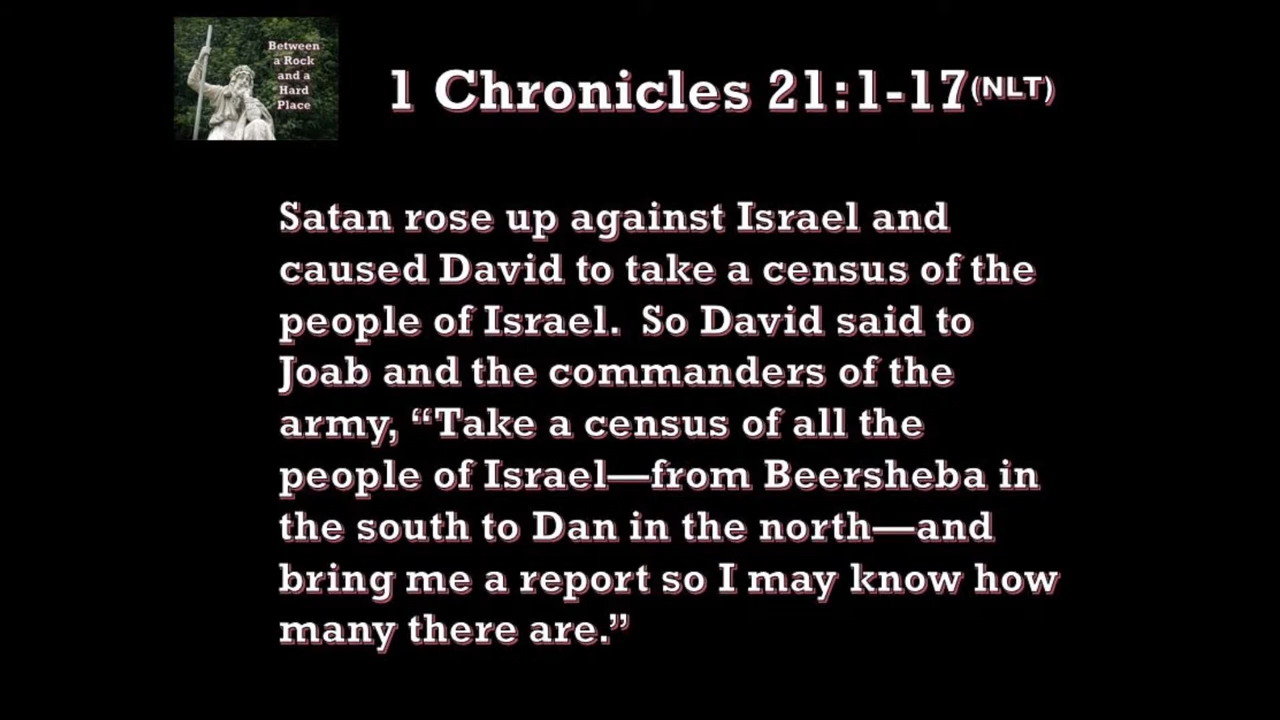 Between
a Rock
and a
Hard
Place
1 Chronicles 21:1-17(NLT)
Satan rose up against Israel and
caused David to take a census of the
people of Israel.  So David said to
Joab and the commanders of the
army, “Take a census of all the
people of Israel—from Beersheba in
the south to Dan in the north—and
bring me a report so I may know how
many there are.”